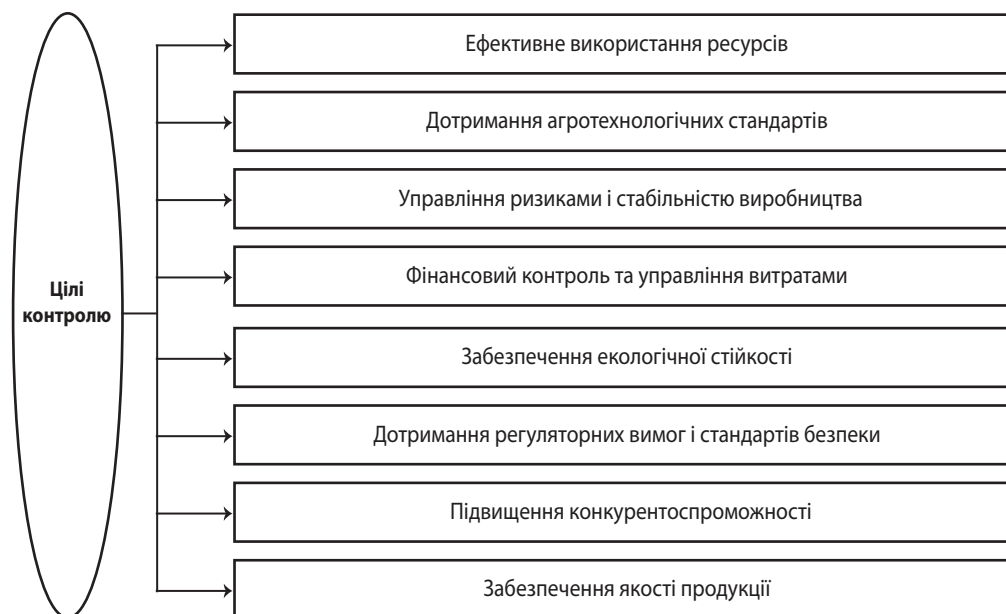 Цілі
контролю
Ефективне використання ресурсів
Дотримання агротехнологічних стандартів
Управління ризиками і стабільністю виробництва
Фінансовий контроль та управління витратами
Забезпечення екологічної стійкості
Дотримання регуляторних вимог і стандартів безпеки
Підвищення конкурентоспроможності
Забезпечення якості продукції